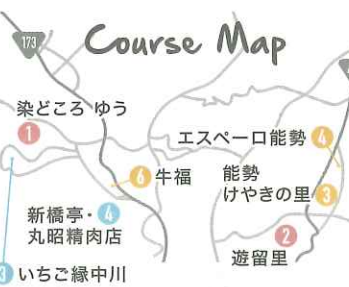 173
Course Map
染どころ ゆう
1
エスペーロ能勢 4
6 牛福
能勢
けやきの里 3
新橋亭・ 4
丸昭精肉店
2
遊留里
3 いちご縁中川